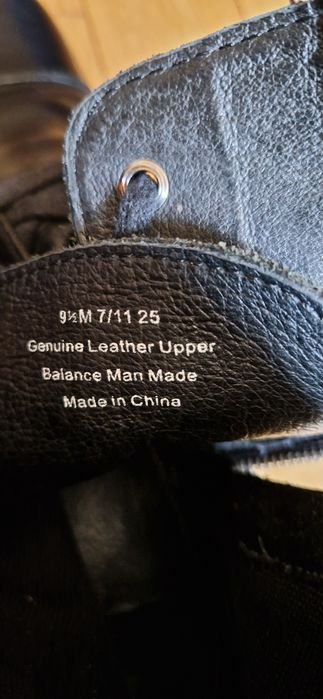 9½M 7/11 25
Genuine Leather Upper
Balance Man Made
Made in China